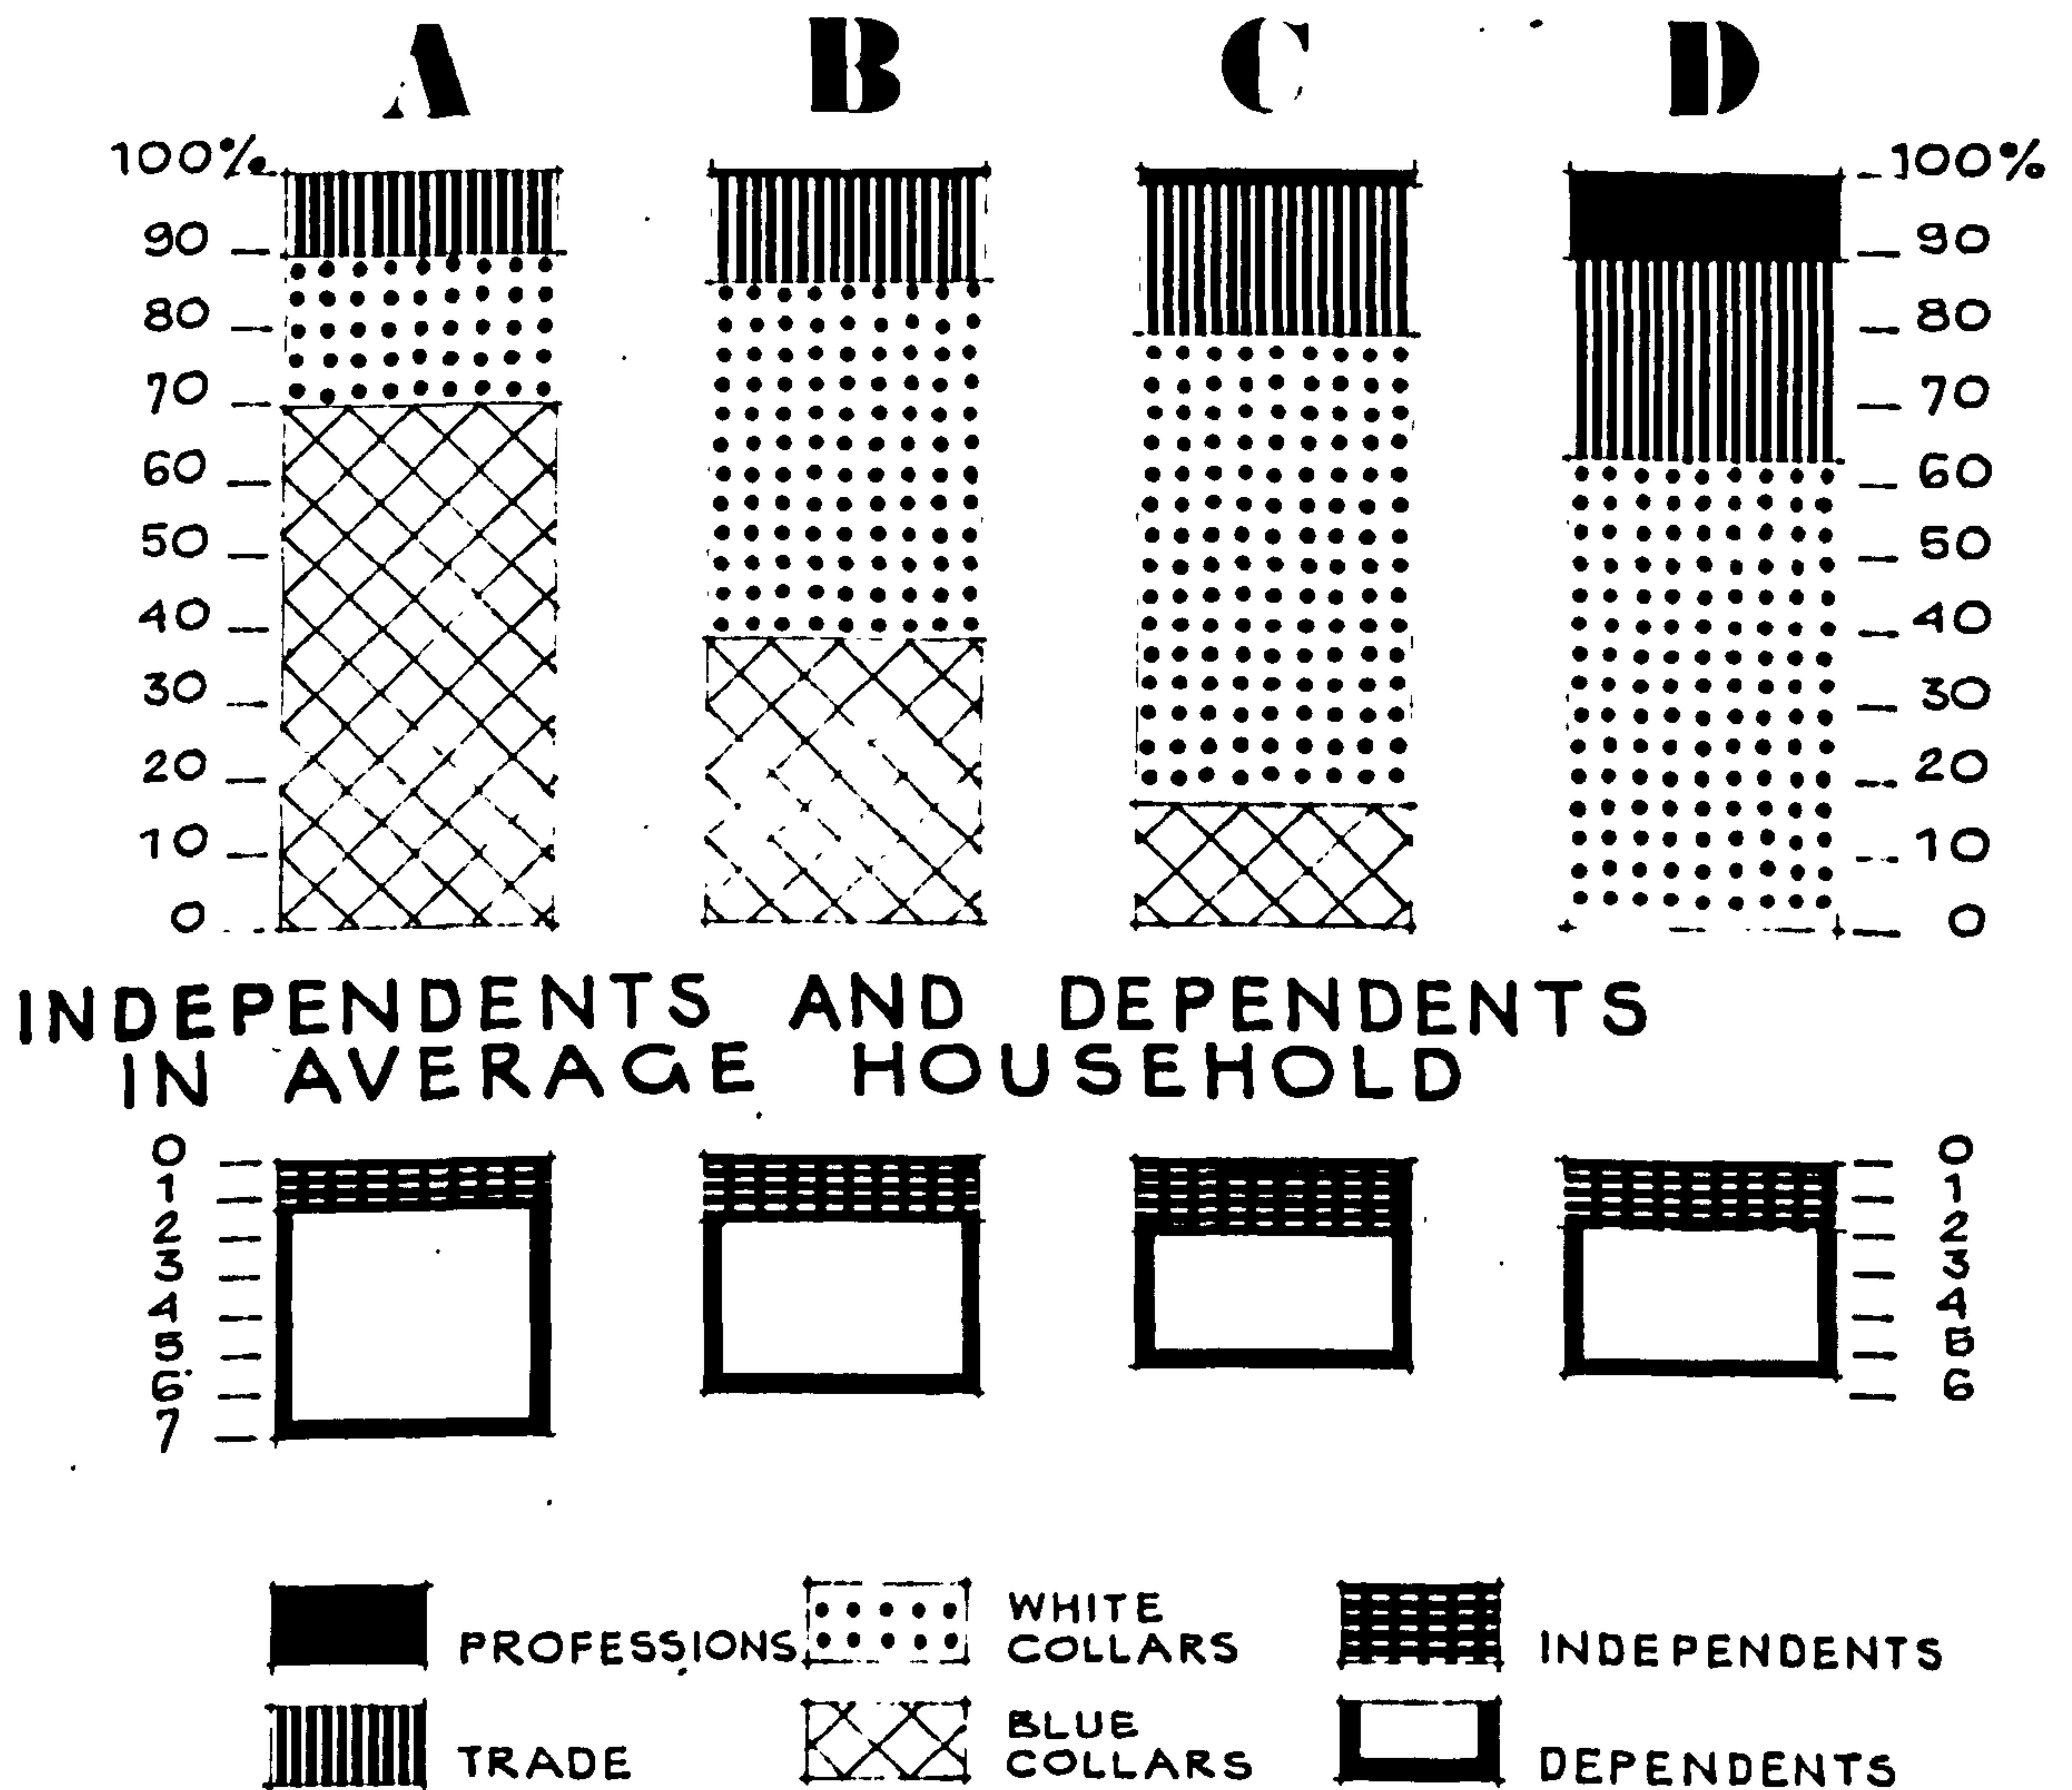 A B C D
100% 100%
90 90
80 80
70 70
60 60
50 50
40 40
30 30
20 20
10 10
0 0
INDEPENDENTS AND DEPENDENTS
IN AVERAGE HOUSEHOLD
0 0
1 1
2 2
3 3
4 4
5 5
6 6
7
PROFESSIONS
WHITE
COLLARS
INDEPENDENTS
TRADE
BLUE
COLLARS
DEPENDENTS